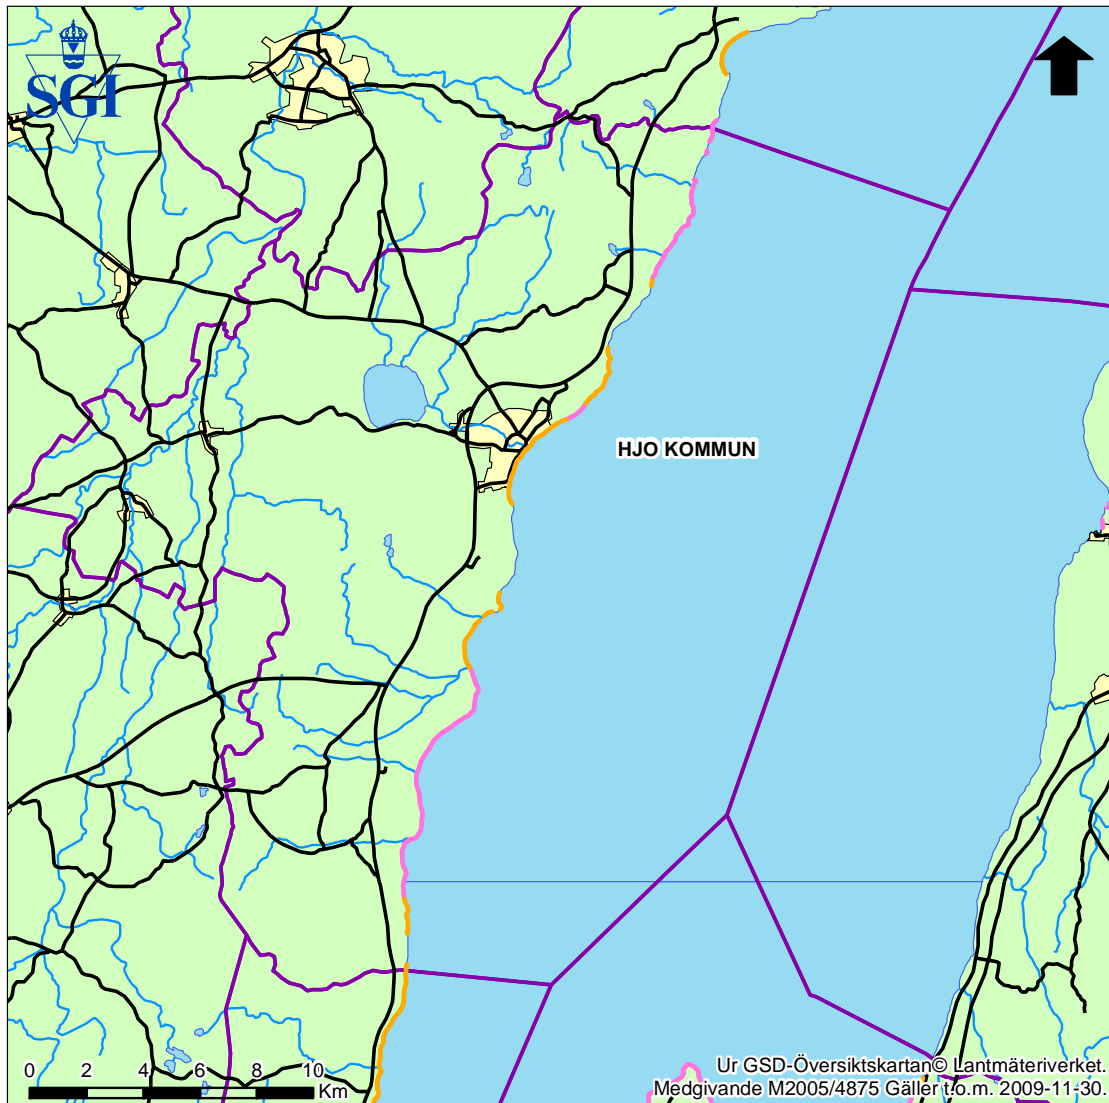 SGI
HJO KOMMUN
0 2 4 6 8 10
Km
Ur GSD-Översiktskartan© Lantmäteriverket.
Medgivande M2005/4875 Gäller t.o.m. 2009-11-30.